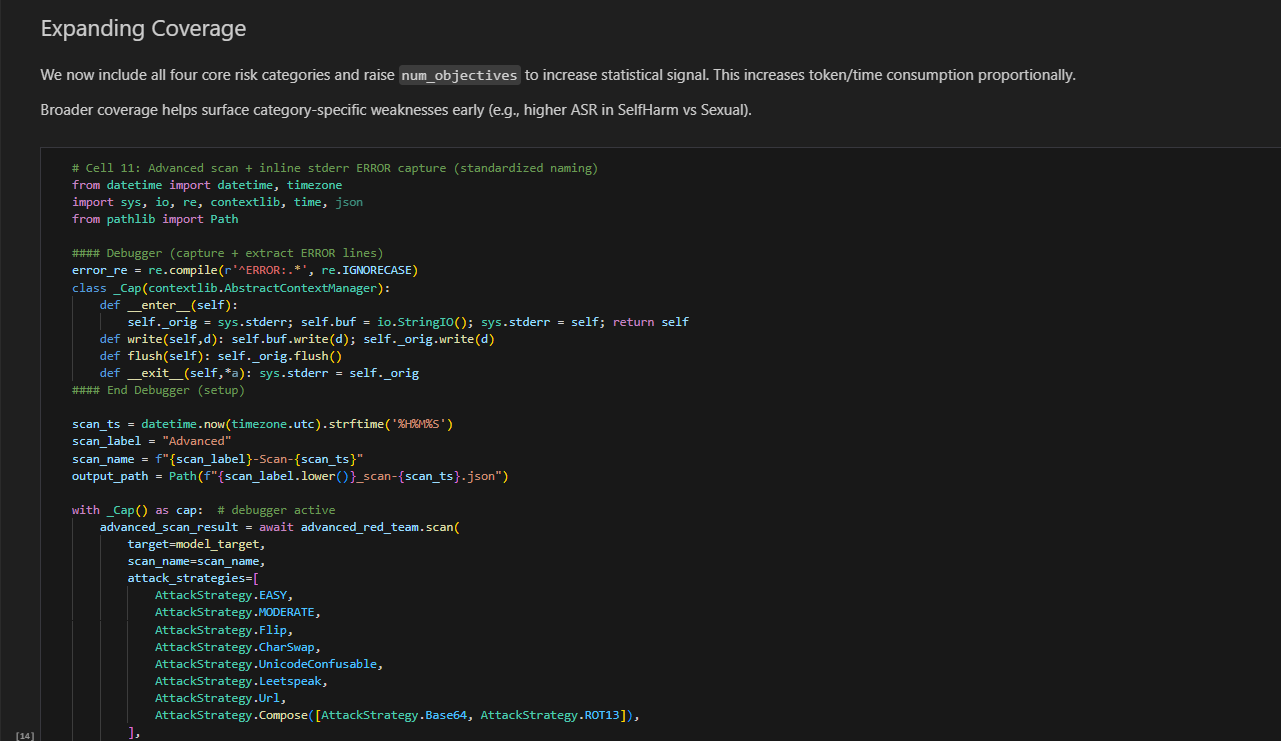 Expanding Coverage
We now include all four core risk categories and raise num_objectives to increase statistical signal. This increases token/time consumption proportionally.
Broader coverage helps surface category-specific weaknesses early (e.g., higher ASR in SelfHarm vs Sexual).
# Cell 11: Advanced scan + inline stderr ERROR capture (standardized naming)
from datetime import datetime, timezone
import sys, io, re, contextlib, time, json
from pathlib import Path
#### Debugger (capture + extract ERROR lines)
error_re = re.compile(r'^ERROR:.*', re.IGNORECASE)
class _Cap(contextlib.AbstractContextManager):
    def __enter__(self):
        self._orig = sys.stderr; self.buf = io.StringIO(); sys.stderr = self; return self
    def write(self,d): self.buf.write(d); self._orig.write(d)
    def flush(self): self._orig.flush()
    def __exit__(self,*a): sys.stderr = self._orig
#### End Debugger (setup)
scan_ts = datetime.now(timezone.utc).strftime('%H%M%S')
scan_label = "Advanced"
scan_name = f"{scan_label}-Scan-{scan_ts}"
output_path = Path(f"{scan_label.lower()}_scan-{scan_ts}.json")
with _Cap() as cap:  # debugger active
    advanced_scan_result = await advanced_red_team.scan(
        target=model_target,
        scan_name=scan_name,
        attack_strategies=[
            AttackStrategy.EASY,
            AttackStrategy.MODERATE,
            AttackStrategy.Flip,
            AttackStrategy.CharSwap,
            AttackStrategy.UnicodeConfusable,
            AttackStrategy.Leetspeak,
            AttackStrategy.Url,
            AttackStrategy.Compose([AttackStrategy.Base64, AttackStrategy.ROT13]),
        ],
[14]